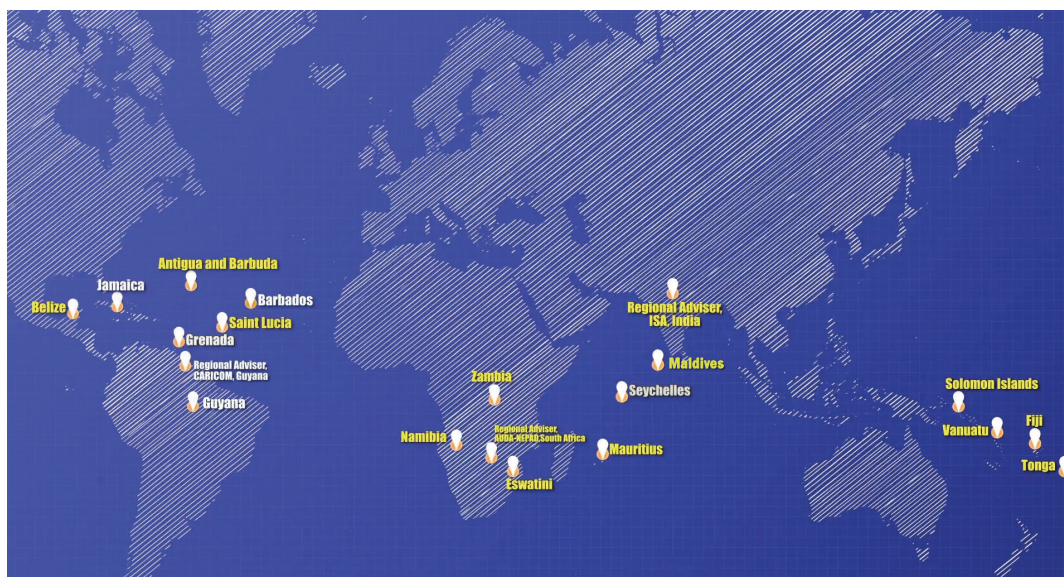 Antigua and Barbuda
Jamaica
Belize
Barbados
Saint Lucia
Grenada
Regional Adviser,
CARICOM, Guyana
Guyana
Regional Adviser,
ISA, India
Maldives
Zambia
Seychelles
Namibia
Regional Adviser,
AUDA-NEPAD,South Africa
Mauritius
Eswatini
Solomon Islands
Vanuatu
Fiji
Tonga